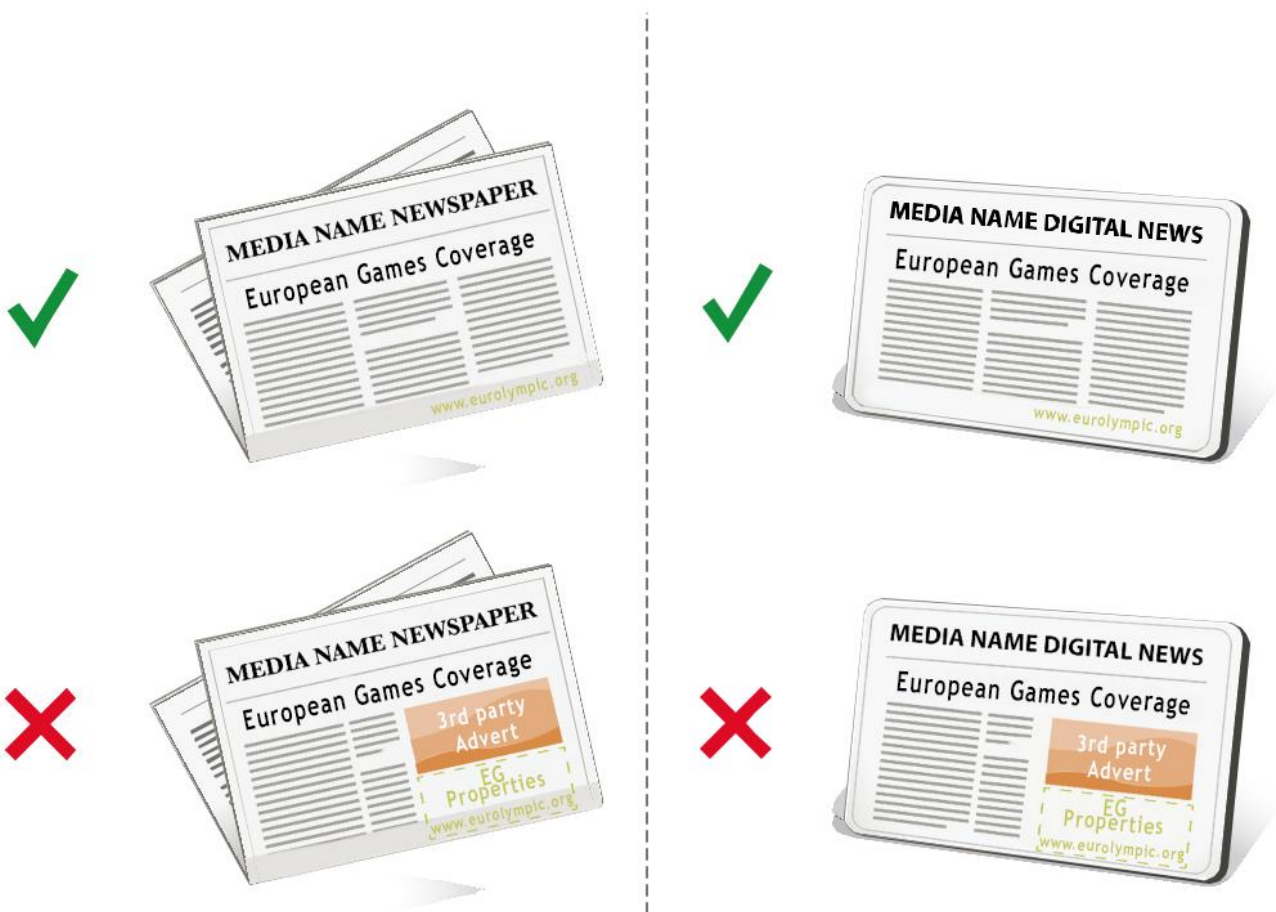 MEDIA NAME NEWSPAPER
European Games Coverage
www.eurolympic.org
MEDIA NAME DIGITAL NEWS
European Games Coverage
www.eurolympic.org
MEDIA NAME NEWSPAPER
European Games Coverage
3rd party
Advert
EG
Properties
www.eurolympic.org
MEDIA NAME DIGITAL NEWS
European Games Coverage
3rd party
Advert
EG
Properties
www.eurolympic.org